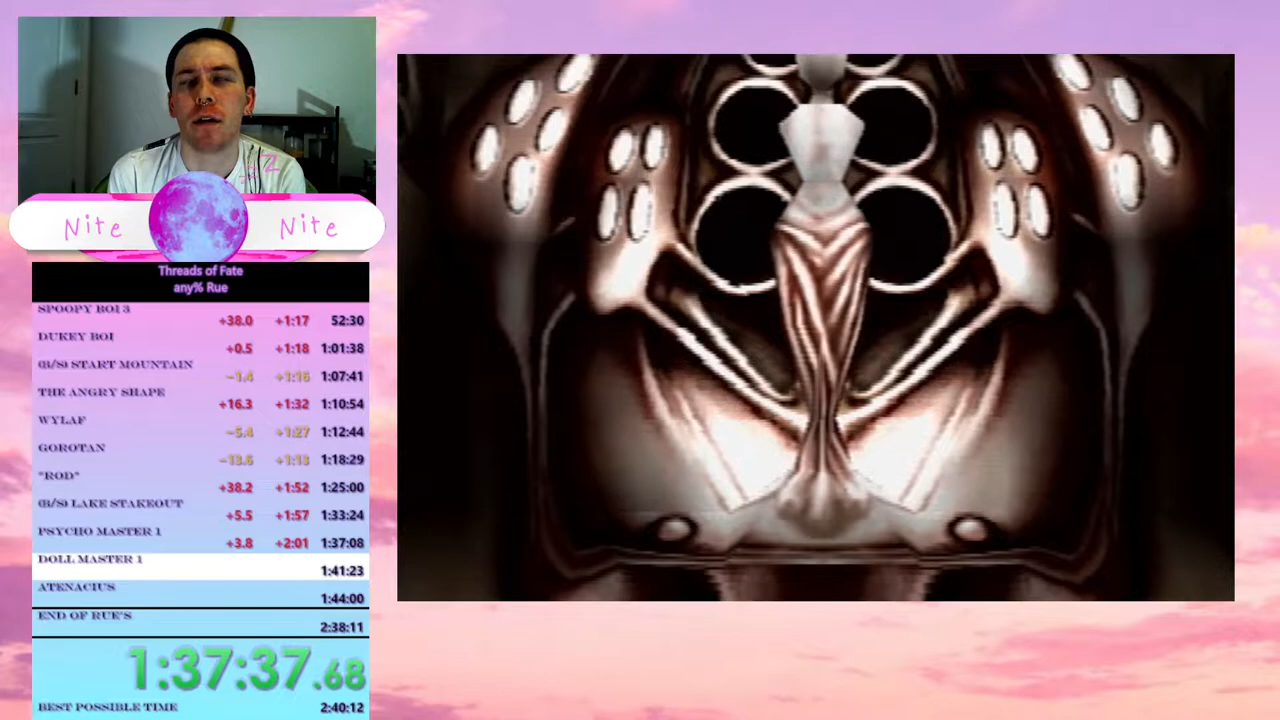 Z
Nite Nite
Threads of Fate
any% Rue
SPOOPY BOI 3 +38.0 +1:17 52:30
DUKEY BOI +0.5 +1:18 1:01:38
(B/S) START MOUNTAIN −1.4 +1:16 1:07:41
THE ANGRY SHAPE +16.3 +1:32 1:10:54
WYLAF −5.4 +1:27 1:12:44
GOROTAN −13.6 +1:13 1:18:29
"ROD" +38.2 +1:52 1:25:00
(B/S) LAKE STAKEOUT +5.5 +1:57 1:33:24
PSYCHO MASTER 1 +3.8 +2:01 1:37:08
DOLL MASTER 1 1:41:23
ATENACIUS 1:44:00
END OF RUE'S 2:38:11
1:37:37.68
BEST POSSIBLE TIME 2:40:12